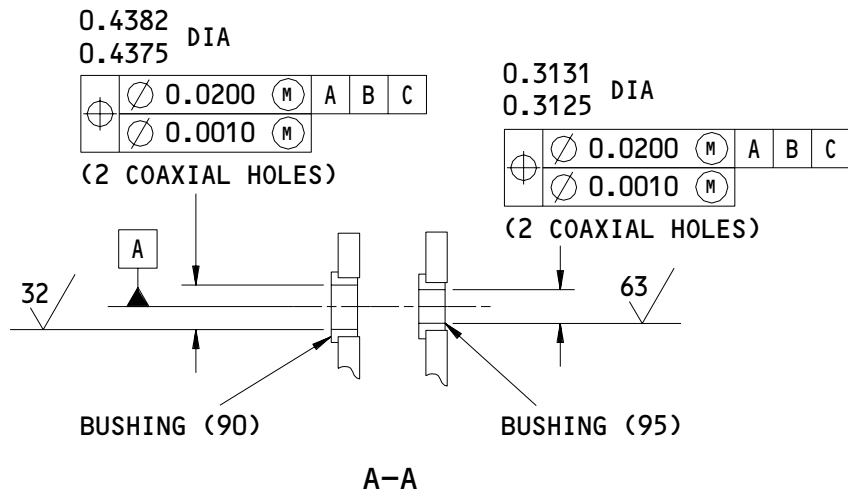 0.4382
0.4375 DIA
⌖ ⌀ 0.0200 Ⓜ A B C
⌀ 0.0010 Ⓜ
(2 COAXIAL HOLES)
0.3131
0.3125 DIA
⌖ ⌀ 0.0200 Ⓜ A B C
⌀ 0.0010 Ⓜ
(2 COAXIAL HOLES)
A
32
63
BUSHING (90)
BUSHING (95)
A-A